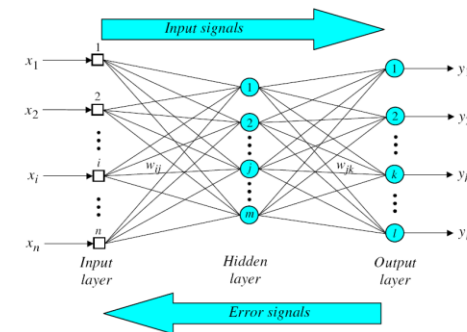 Input signals
x1
1
1
1
y
x2
2
2
2
y
xi
i
wij
j
wjk
k
y
xn
n
m
l
y
Input
layer
Hidden
layer
Output
layer
Error signals